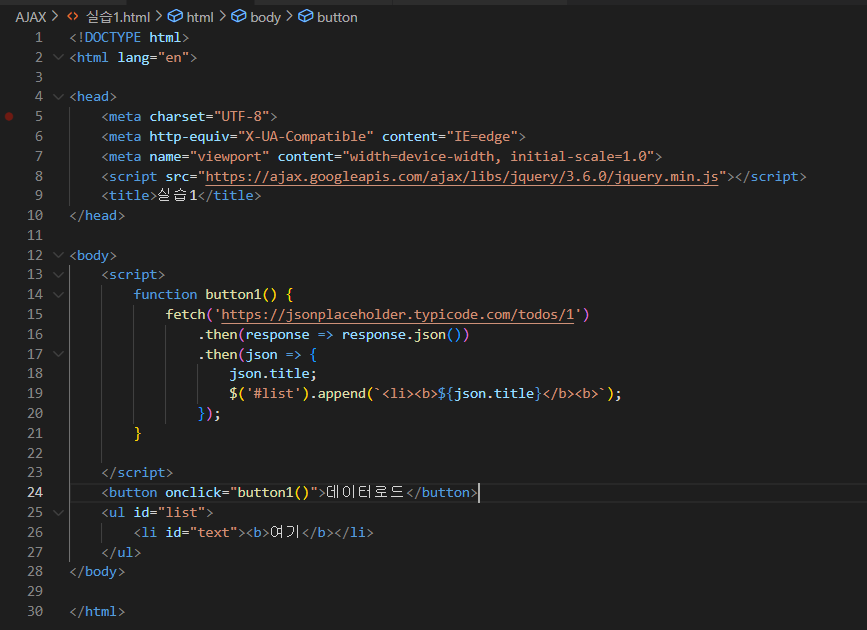 AJAX > <> 실습1.html > html > body > button
1 <!DOCTYPE html>
2 <html lang="en">
3
4 <head>
5     <meta charset="UTF-8">
6     <meta http-equiv="X-UA-Compatible" content="IE=edge">
7     <meta name="viewport" content="width=device-width, initial-scale=1.0">
8     <script src="https://ajax.googleapis.com/ajax/libs/jquery/3.6.0/jquery.min.js"></script>
9     <title>실습1</title>
10 </head>
11
12 <body>
13     <script>
14         function button1() {
15             fetch('https://jsonplaceholder.typicode.com/todos/1')
16                 .then(response => response.json())
17                 .then(json => {
18                     json.title;
19                     $('#list').append(`<li><b>${json.title}</b><b>`);
20                 });
21         }
22
23     </script>
24     <button onclick="button1()">데이터로드</button>
25     <ul id="list">
26         <li id="text"><b>여기</b></li>
27     </ul>
28 </body>
29
30 </html>